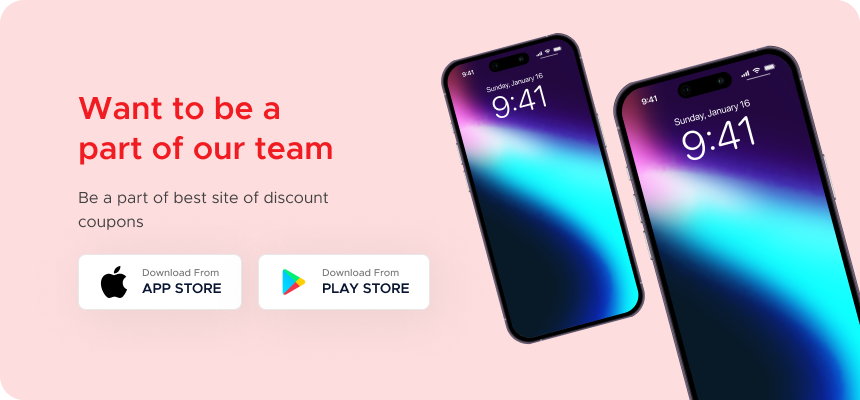 Want to be a
part of our team
Be a part of best site of discount
coupons
Download From
APP STORE
Download From
PLAY STORE
9:41
Sunday, January 16
9:41
9:41
Sunday, January 16
9:41